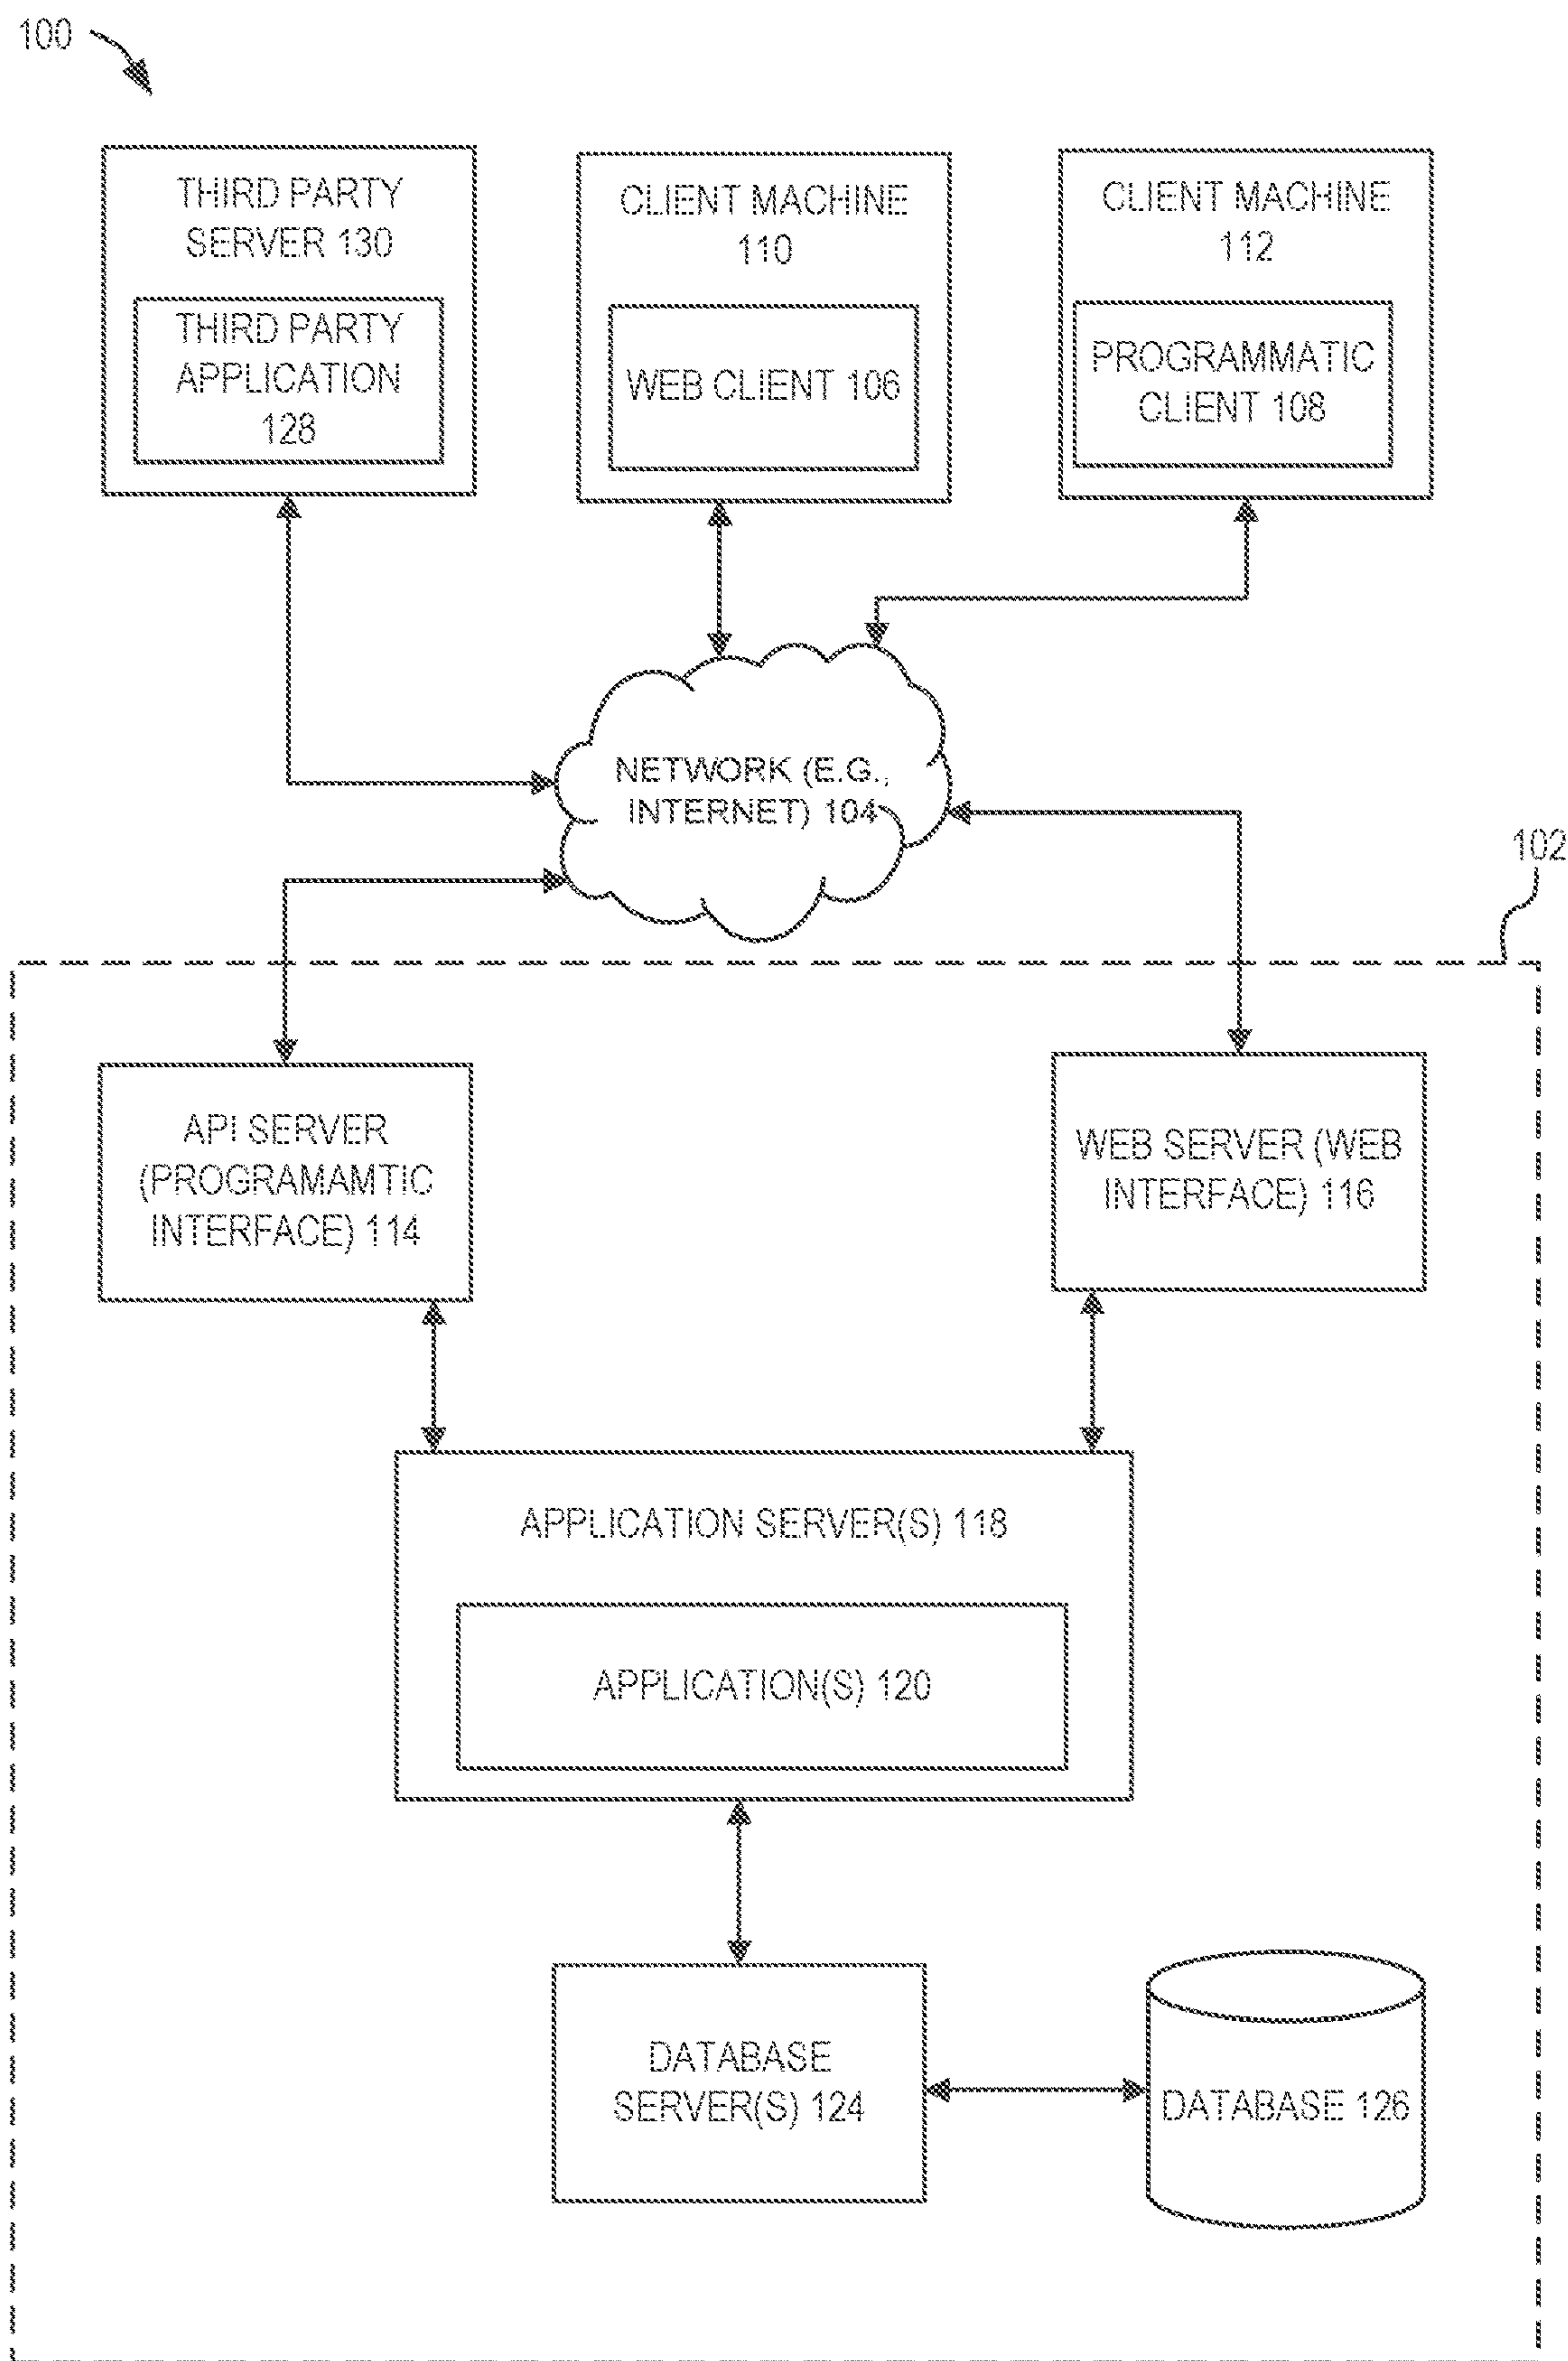 100
THIRD PARTY
SERVER 130
THIRD PARTY
APPLICATION
128
CLIENT MACHINE
110
WEB CLIENT 106
CLIENT MACHINE
112
PROGRAMMATIC
CLIENT 108
NETWORK (E.G.,
INTERNET) 104
102
API SERVER
(PROGRAMAMTIC
INTERFACE) 114
WEB SERVER (WEB
INTERFACE) 116
APPLICATION SERVER(S) 118
APPLICATION(S) 120
DATABASE
SERVER(S) 124
DATABASE 126